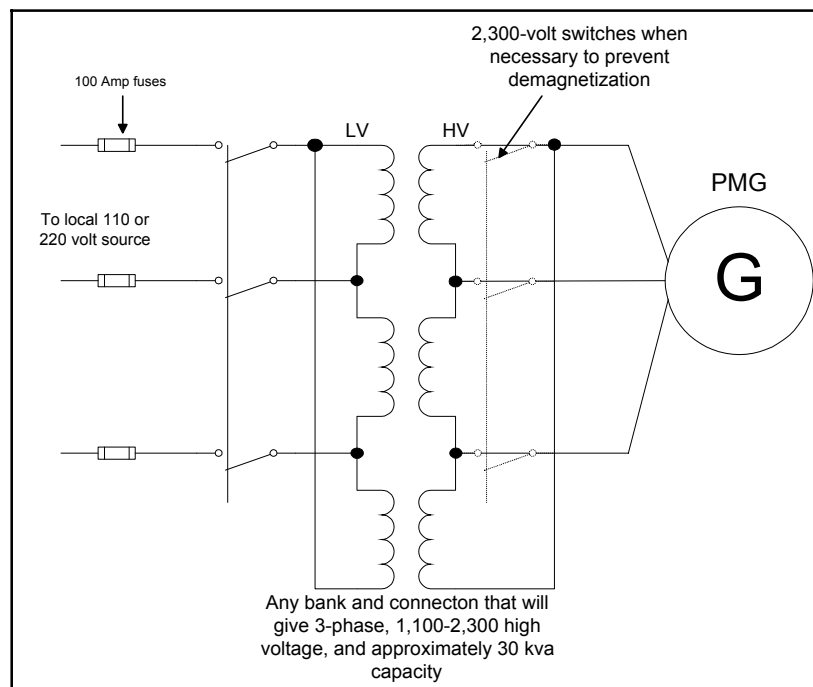 2,300-volt switches when
necessary to prevent
demagnetization
100 Amp fuses
LV
HV
PMG
To local 110 or
220 volt source
G
Any bank and connecton that will
give 3-phase, 1,100-2,300 high
voltage, and approximately 30 kva
capacity